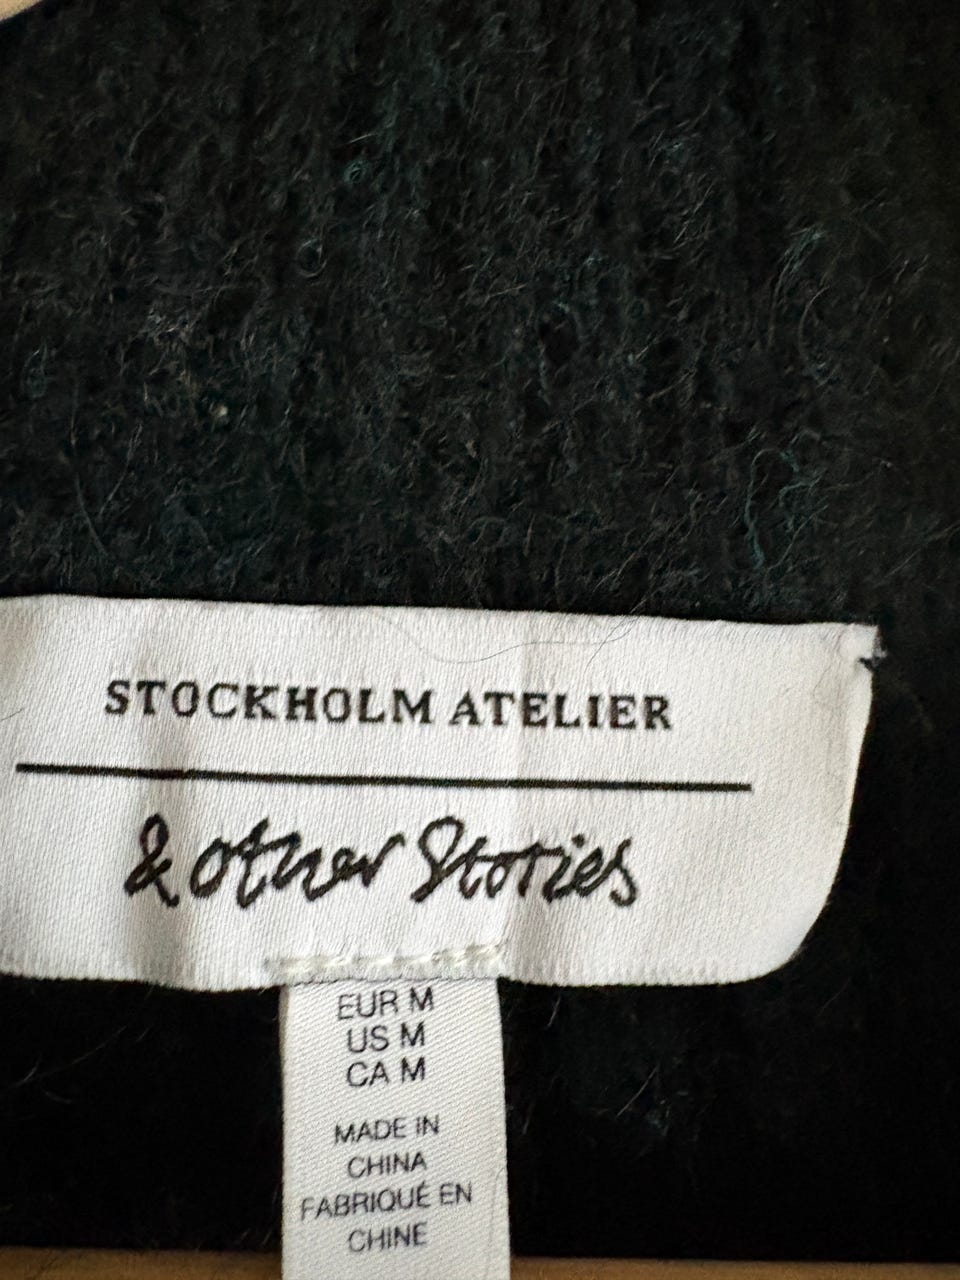 STOCKHOLM ATELIER
& other Stories
EUR M
US M
CA M
MADE IN
CHINA
FABRIQUÉ EN
CHINE